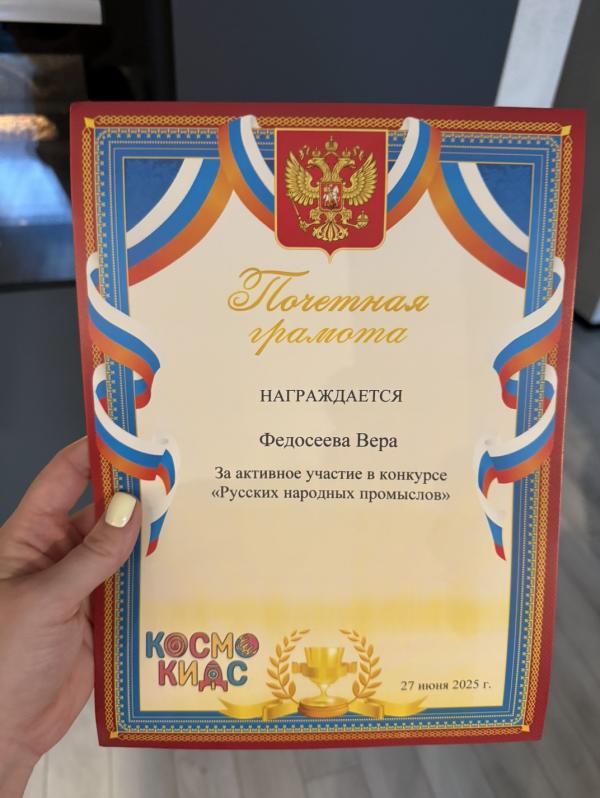 Почетная
грамота
НАГРАЖДАЕТСЯ
Федосеева Вера
За активное участие в конкурсе
«Русских народных промыслов»
КОСМО
КИДС
27 июня 2025 г.